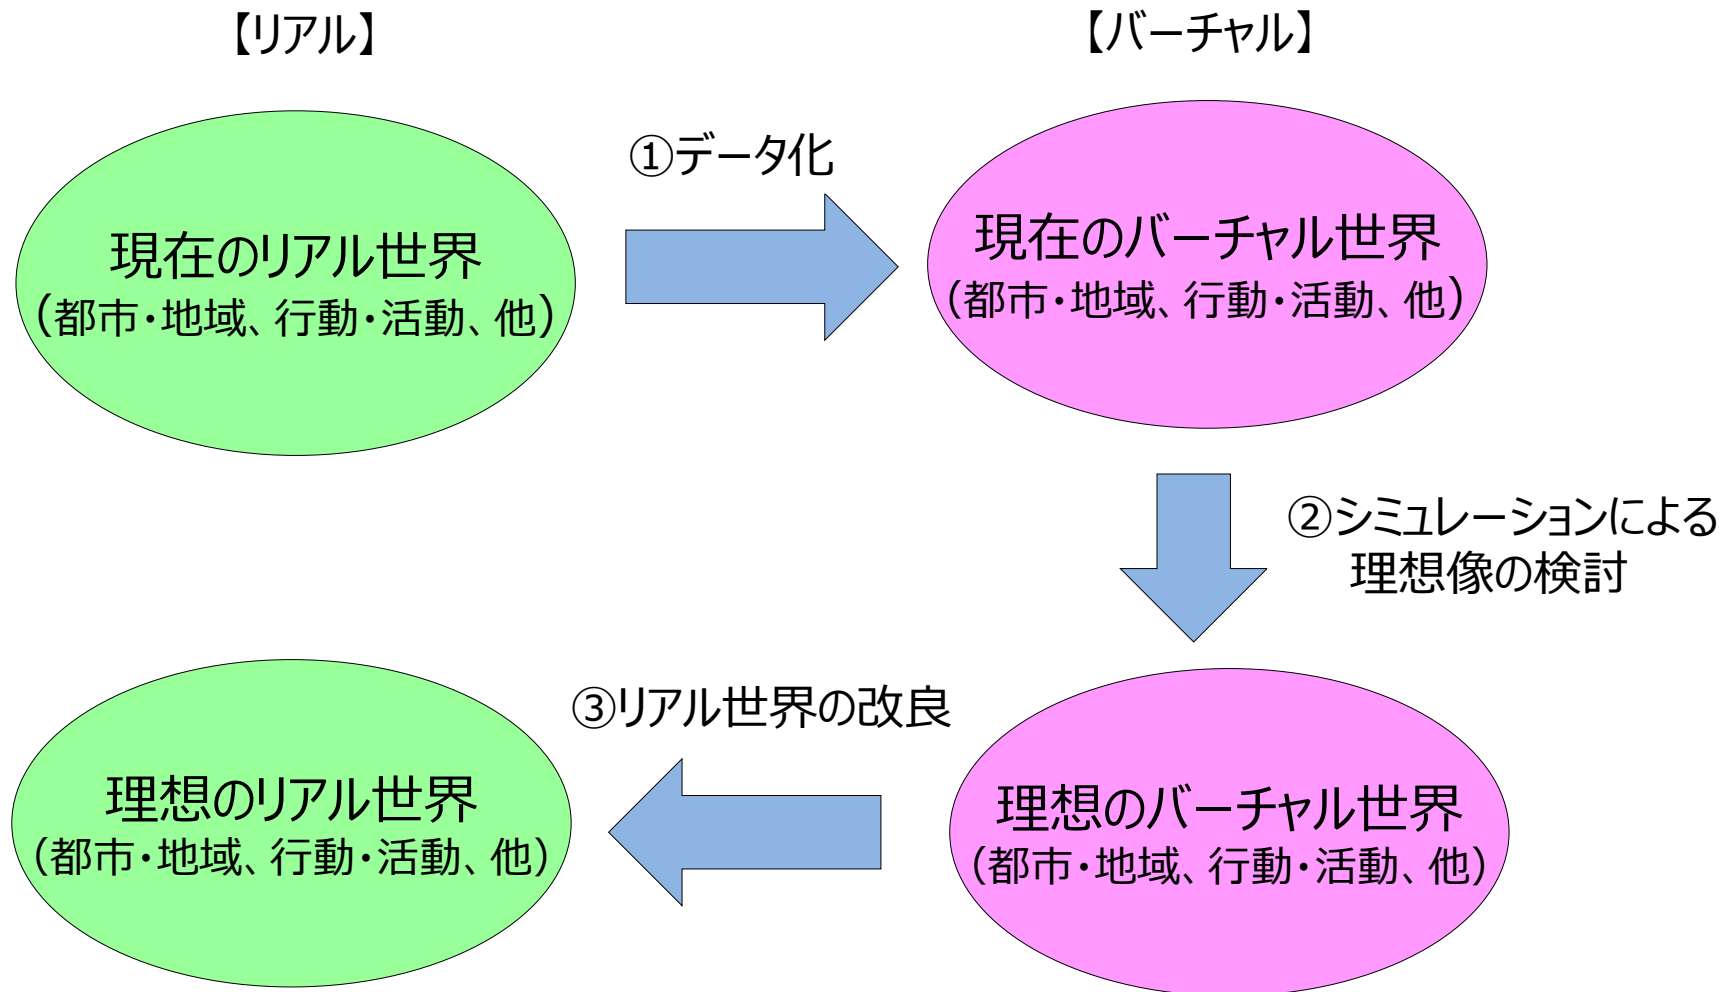 【リアル】
【バーチャル】
①データ化
現在のリアル世界
(都市・地域、行動・活動、他)
現在のバーチャル世界
(都市・地域、行動・活動、他)
②シミュレーションによる
理想像の検討
③リアル世界の改良
理想のリアル世界
(都市・地域、行動・活動、他)
理想のバーチャル世界
(都市・地域、行動・活動、他)